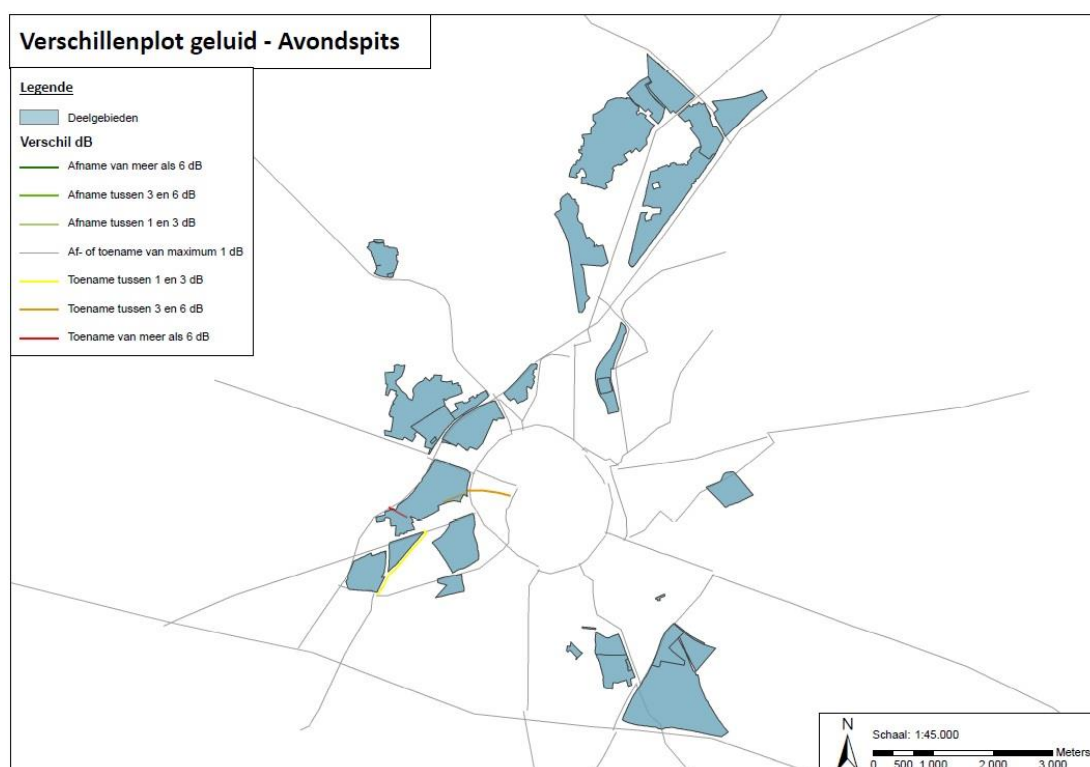 Verschillenplot geluid - Avondspits
Legende
Deelgebieden
Verschil dB
Afname van meer als 6 dB
Afname tussen 3 en 6 dB
Afname tussen 1 en 3 dB
Af- of toename van maximum 1 dB
Toename tussen 1 en 3 dB
Toename tussen 3 en 6 dB
Toename van meer als 6 dB
N
Schaal: 1:45.000
Meters
0 500 1.000 2.000 3.000